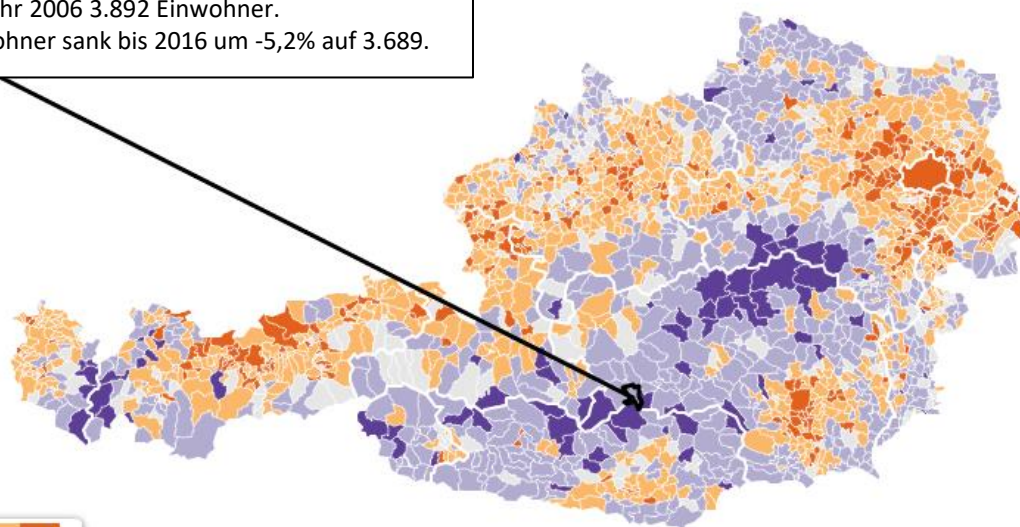 hr 2006 3.892 Einwohner.
ohner sank bis 2016 um -5,2% auf 3.689.